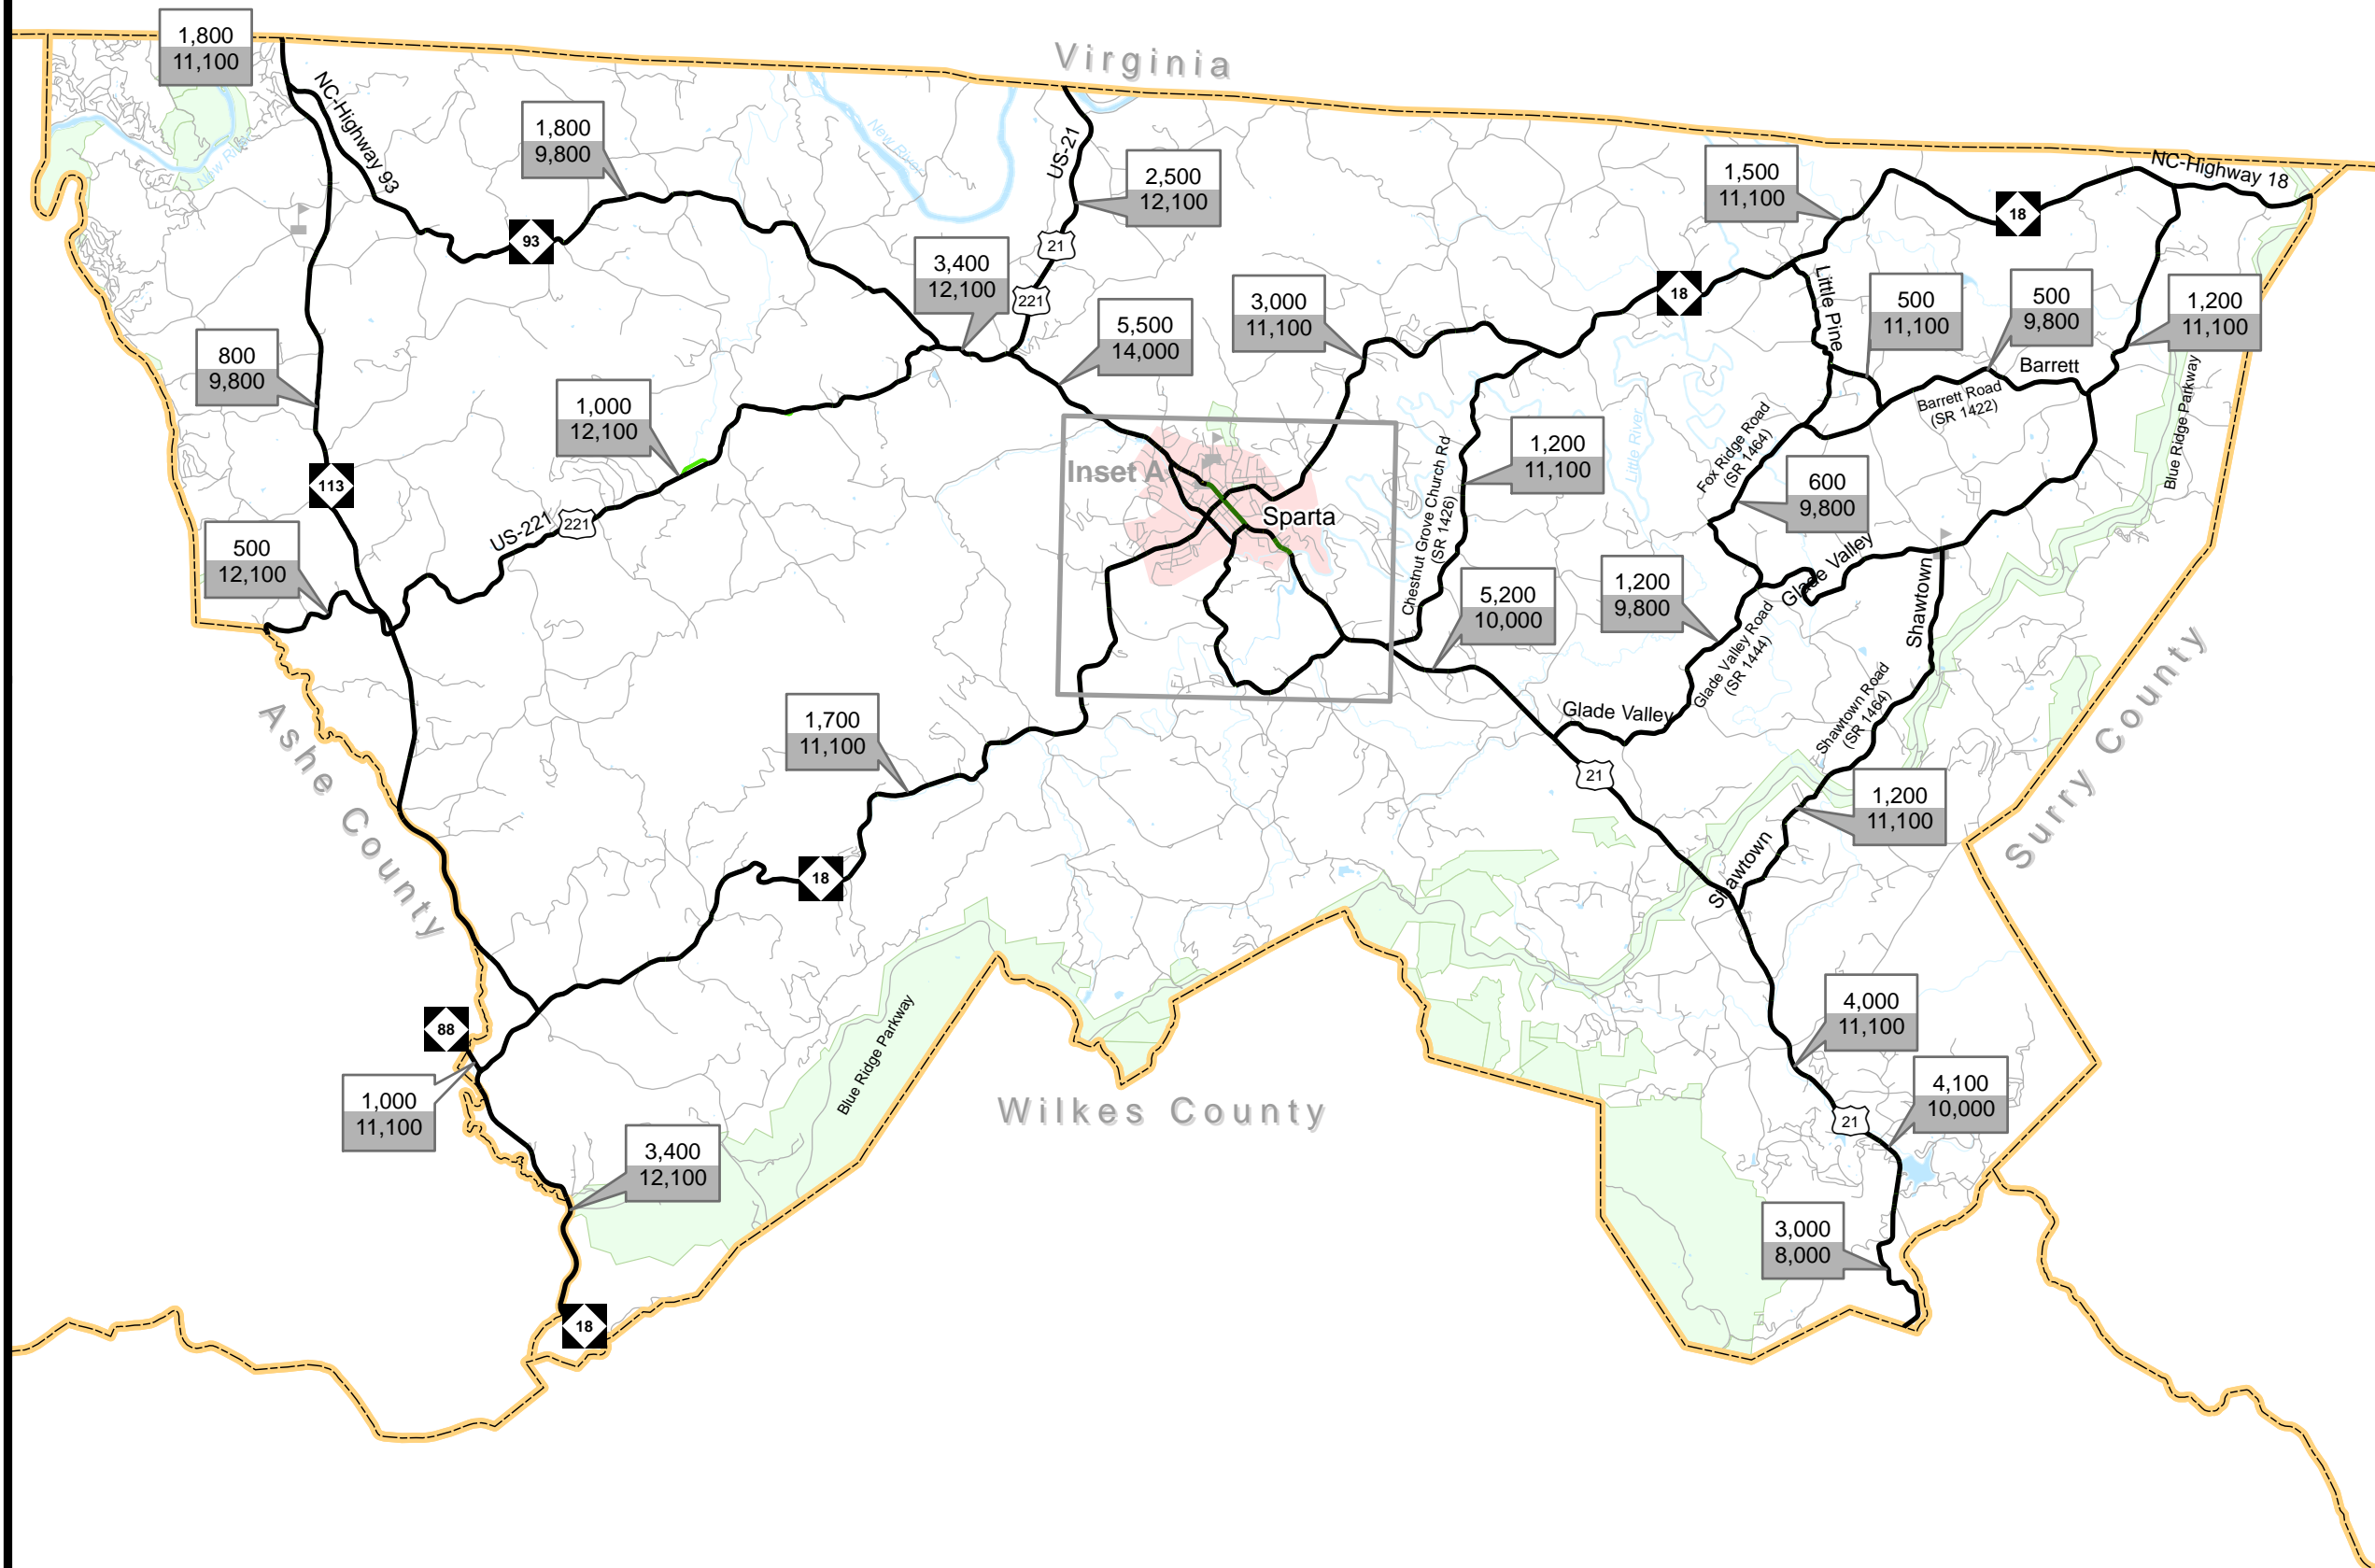 1,800
11,100
Virginia
NC-Highway 93
1,800
9,800
New River
New River
US-21
2,500
12,100
1,500
11,100
NC-Highway 18
18
93
21
3,400
12,100
221
5,500
14,000
3,000
11,100
18
Little Pine
500
11,100
500
9,800
1,200
11,100
800
9,800
Barrett
Barrett Road
(SR 1422)
Blue Ridge Parkway
1,000
12,100
Inset A
Sparta
Chestnut Grove Church Rd
(SR 1426)
1,200
11,100
Little River
Fox Ridge Road
(SR 1464)
600
9,800
113
US-221
221
500
12,100
5,200
10,000
1,200
9,800
Glade Valley
Glade Valley Road
(SR 1444)
Shawtown
Glade Valley
Shawtown Road
(SR 1464)
Surry County
Ashe County
1,700
11,100
21
1,200
11,100
Shawtown
18
88
1,000
11,100
Blue Ridge Parkway
Wilkes County
4,000
11,100
4,100
10,000
21
3,400
12,100
3,000
8,000
18